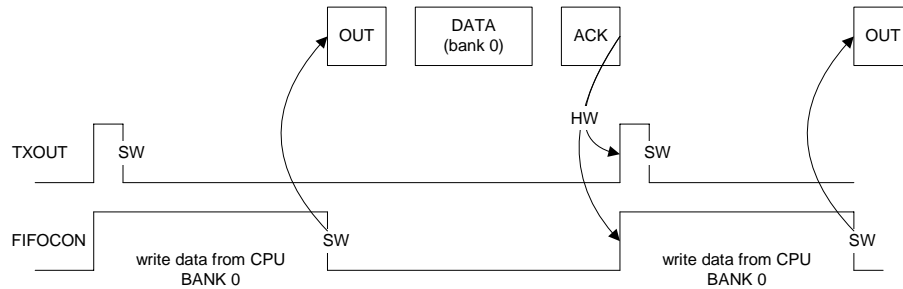 OUT
DATA
(bank 0)
ACK
OUT
HW
TXOUT
SW
SW
FIFOCON
SW
SW
write data from CPU
BANK 0
write data from CPU
BANK 0